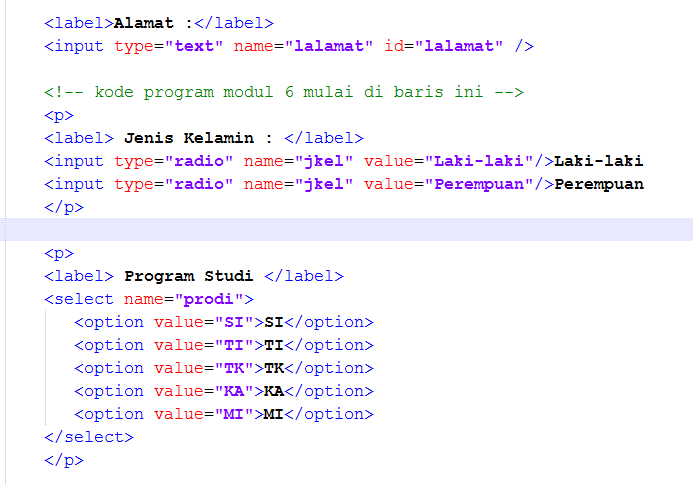 <label>Alamat :</label>
<input type="text" name="lalamat" id="lalamat" />
<!-- kode program modul 6 mulai di baris ini -->
<p>
<label> Jenis Kelamin : </label>
<input type="radio" name="jkel" value="Laki-laki"/>Laki-laki
<input type="radio" name="jkel" value="Perempuan"/>Perempuan
</p>
<p>
<label> Program Studi </label>
<select name="prodi">
<option value="SI">SI</option>
<option value="TI">TI</option>
<option value="TK">TK</option>
<option value="KA">KA</option>
<option value="MI">MI</option>
</select>
</p>